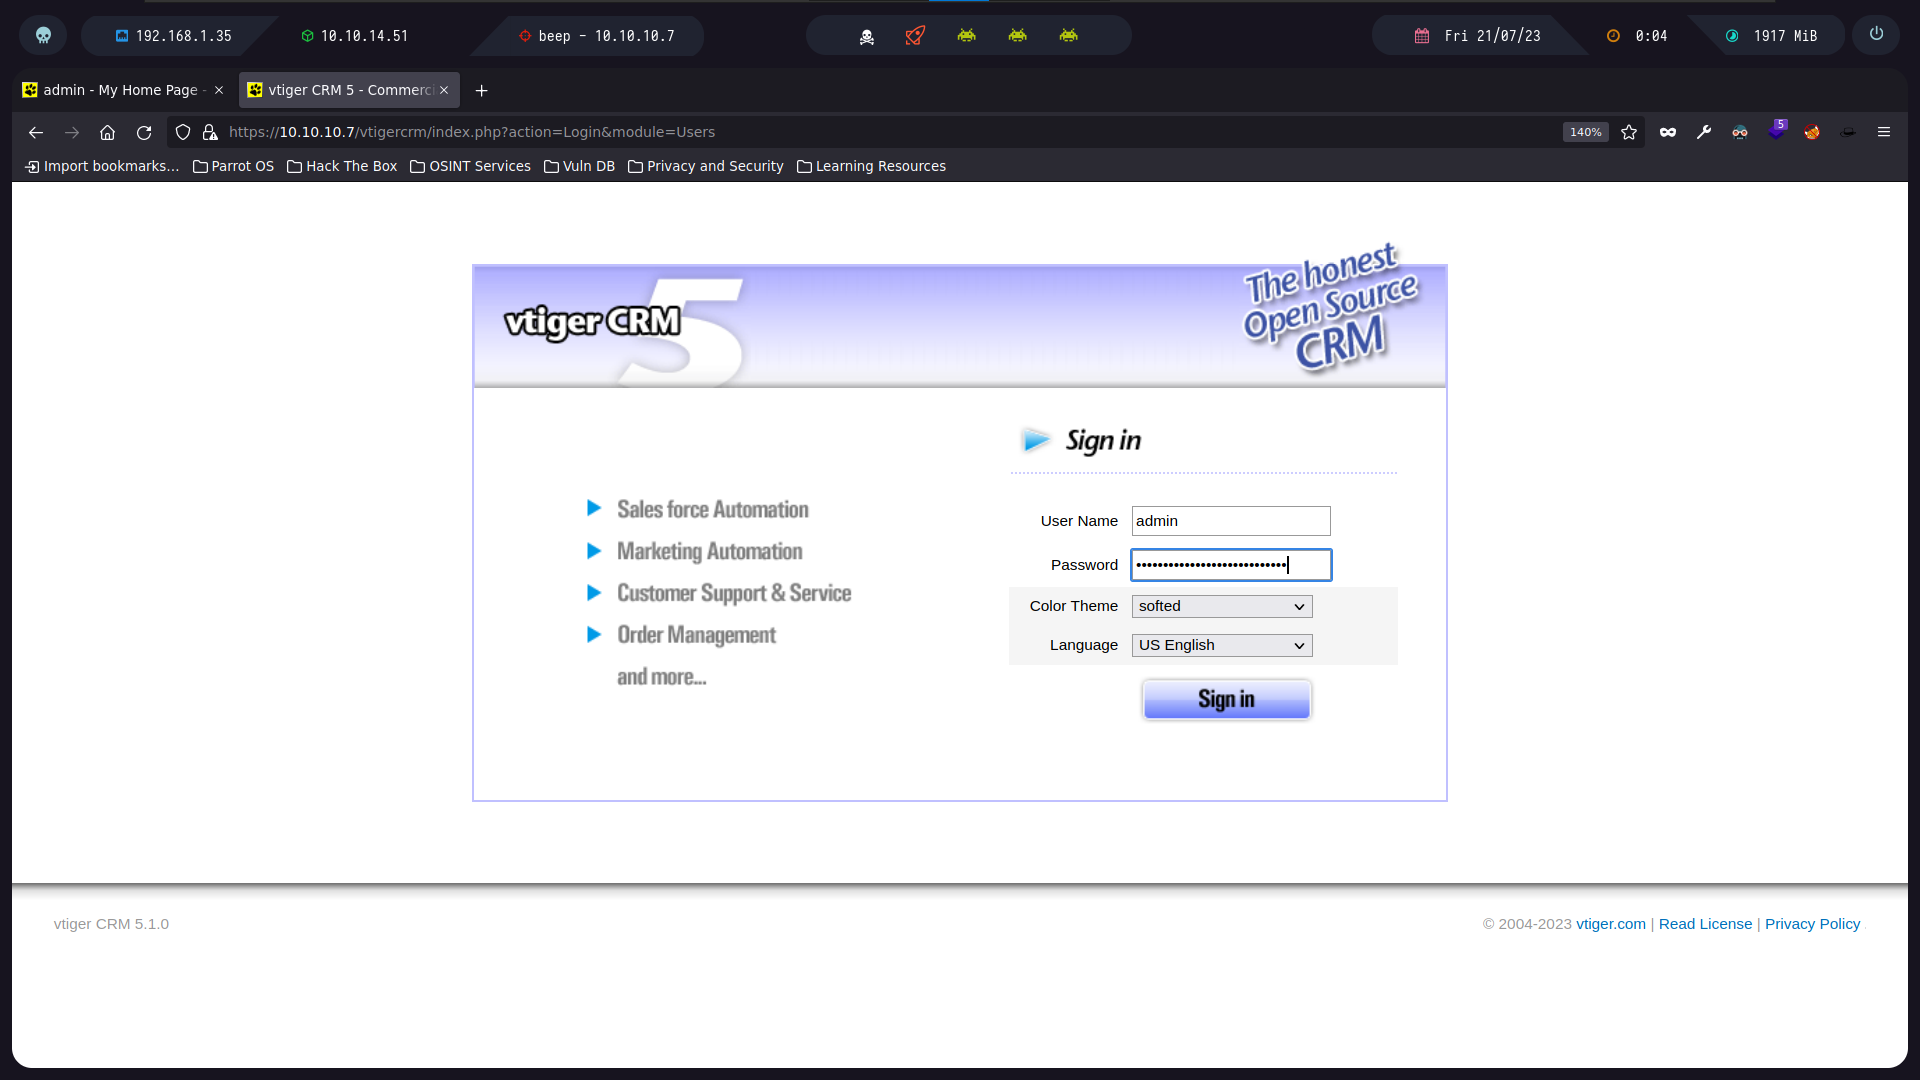 192.168.1.35 10.10.14.51 beep - 10.10.10.7 Fri 21/07/23 0:04 1917 MiB
admin - My Home Page - vtiger CRM 5 - Commerc
https://10.10.10.7/vtigercrm/index.php?action=Login&module=Users 140% 5
Import bookmarks... Parrot OS Hack The Box OSINT Services Vuln DB Privacy and Security Learning Resources
vtiger CRM 5
The honest
Open Source
CRM
Sign in
Sales force Automation
Marketing Automation
Customer Support & Service
Order Management
and more...
User Name admin
Password ••••••••••••••••••••••••••••
Color Theme softed
Language US English
Sign in
vtiger CRM 5.1.0
© 2004-2023 vtiger.com | Read License | Privacy Policy